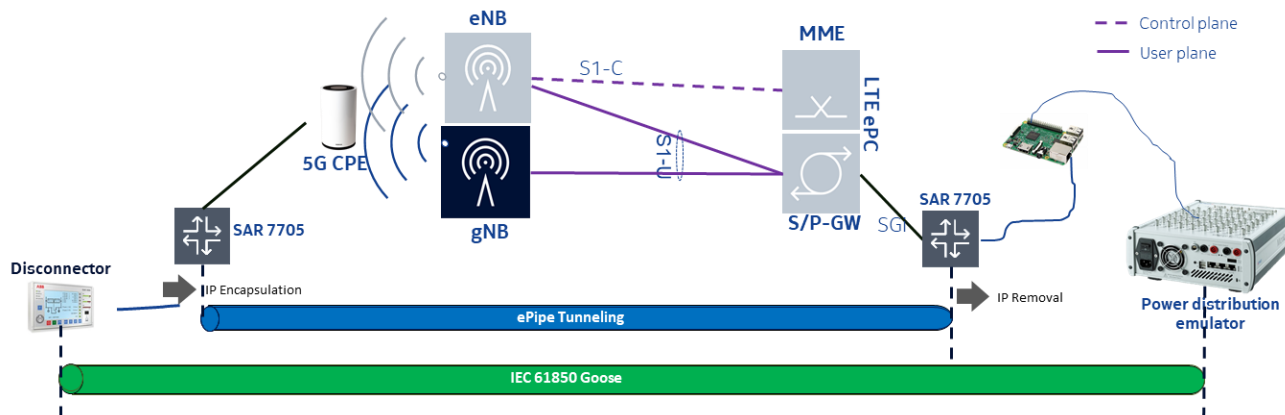 eNB
MME
Control plane
User plane
S1-C
LTE ePC
S1-U
5G CPE
gNB
S/P-GW
SGI
SAR 7705
SAR 7705
Disconnector
IP Encapsulation
IP Removal
Power distribution
emulator
ePipe Tunneling
IEC 61850 Goose